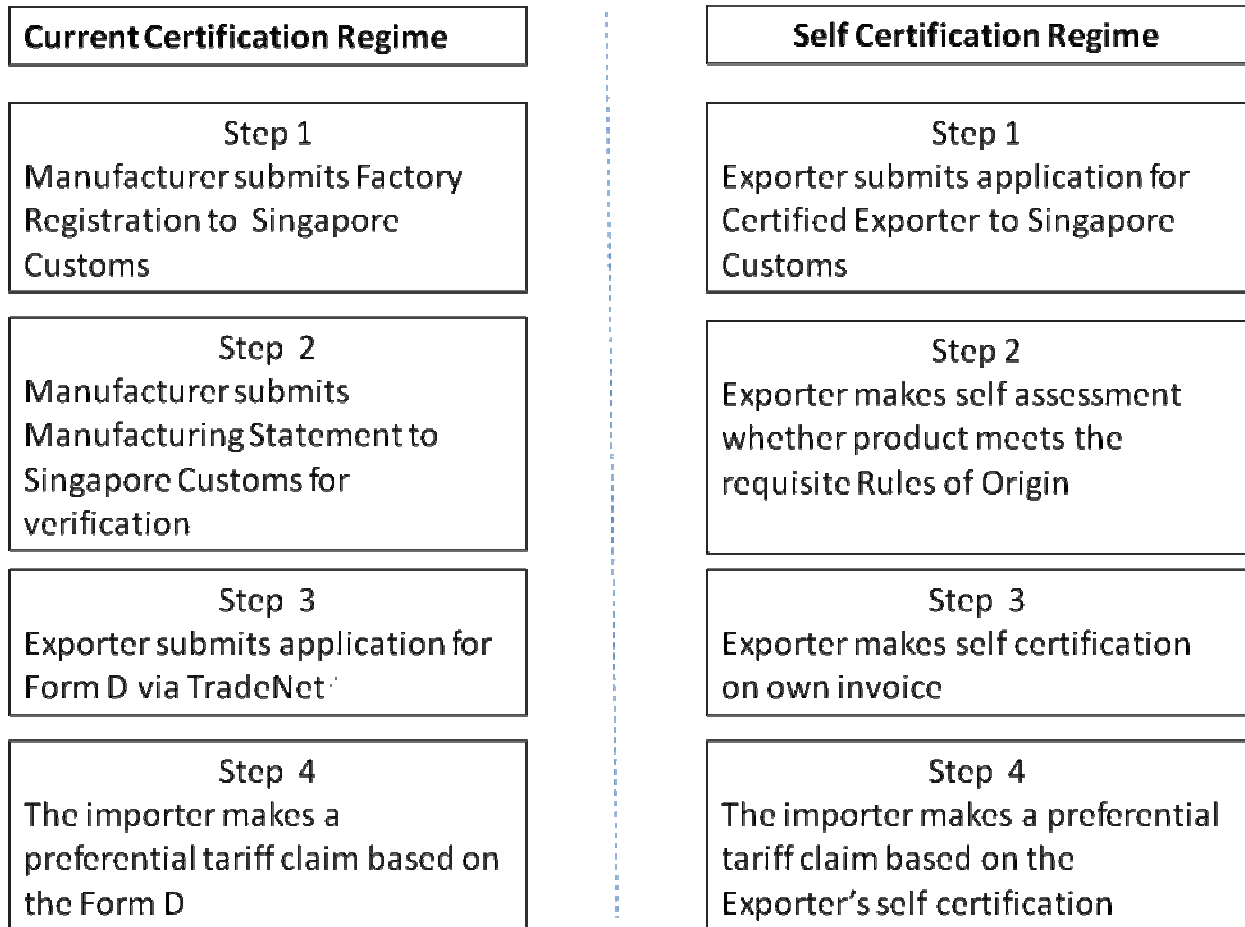 Current Certification Regime
Step 1
Manufacturer submits Factory
Registration to Singapore
Customs
Step 2
Manufacturer submits
Manufacturing Statement to
Singapore Customs for
verification
Step 3
Exporter submits application for
Form D via TradeNet
Step 4
The importer makes a
preferential tariff claim based on
the Form D
Self Certification Regime
Step 1
Exporter submits application for
Certified Exporter to Singapore
Customs
Step 2
Exporter makes self assessment
whether product meets the
requisite Rules of Origin
Step 3
Exporter makes self certification
on own invoice
Step 4
The importer makes a preferential
tariff claim based on the
Exporter's self certification